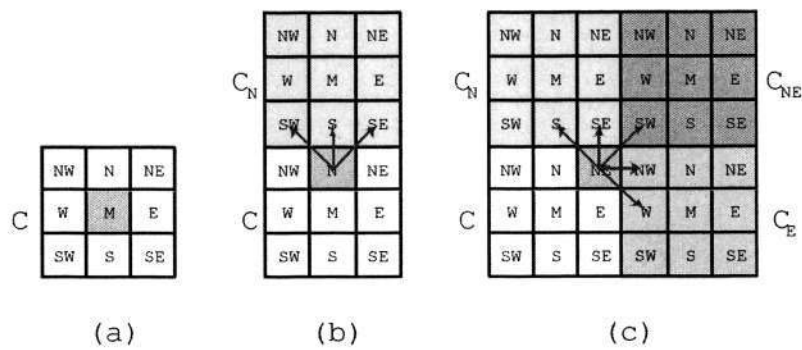 NW N NE NW N NE NW N NE
C_N W M E C_N W M E W M E C_NE
SW S SE SW S SE SW S SE
NW N NE NW N NE NW N NE NW N NE
C W M E C W M E C W M E W M E C_E
SW S SE SW S SE SW S SE SW S SE
(a) (b) (c)